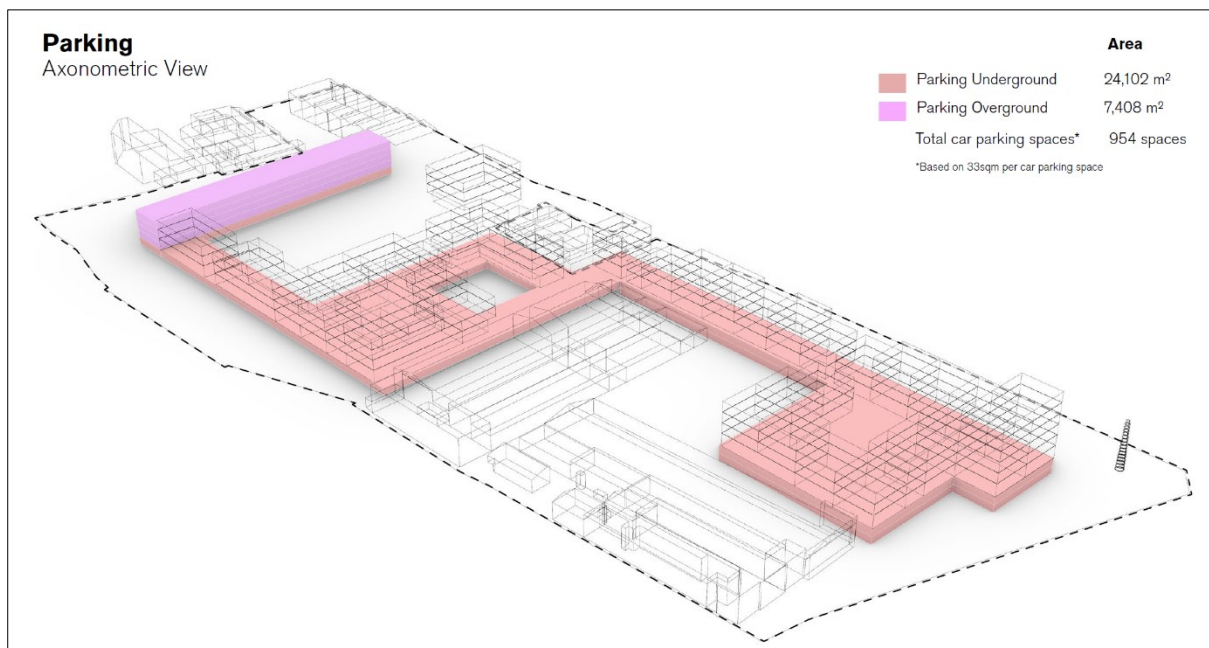 Parking
Axonometric View
Area
Parking Underground 24,102 m²
Parking Overground 7,408 m²
Total car parking spaces* 954 spaces
*Based on 33sqm per car parking space